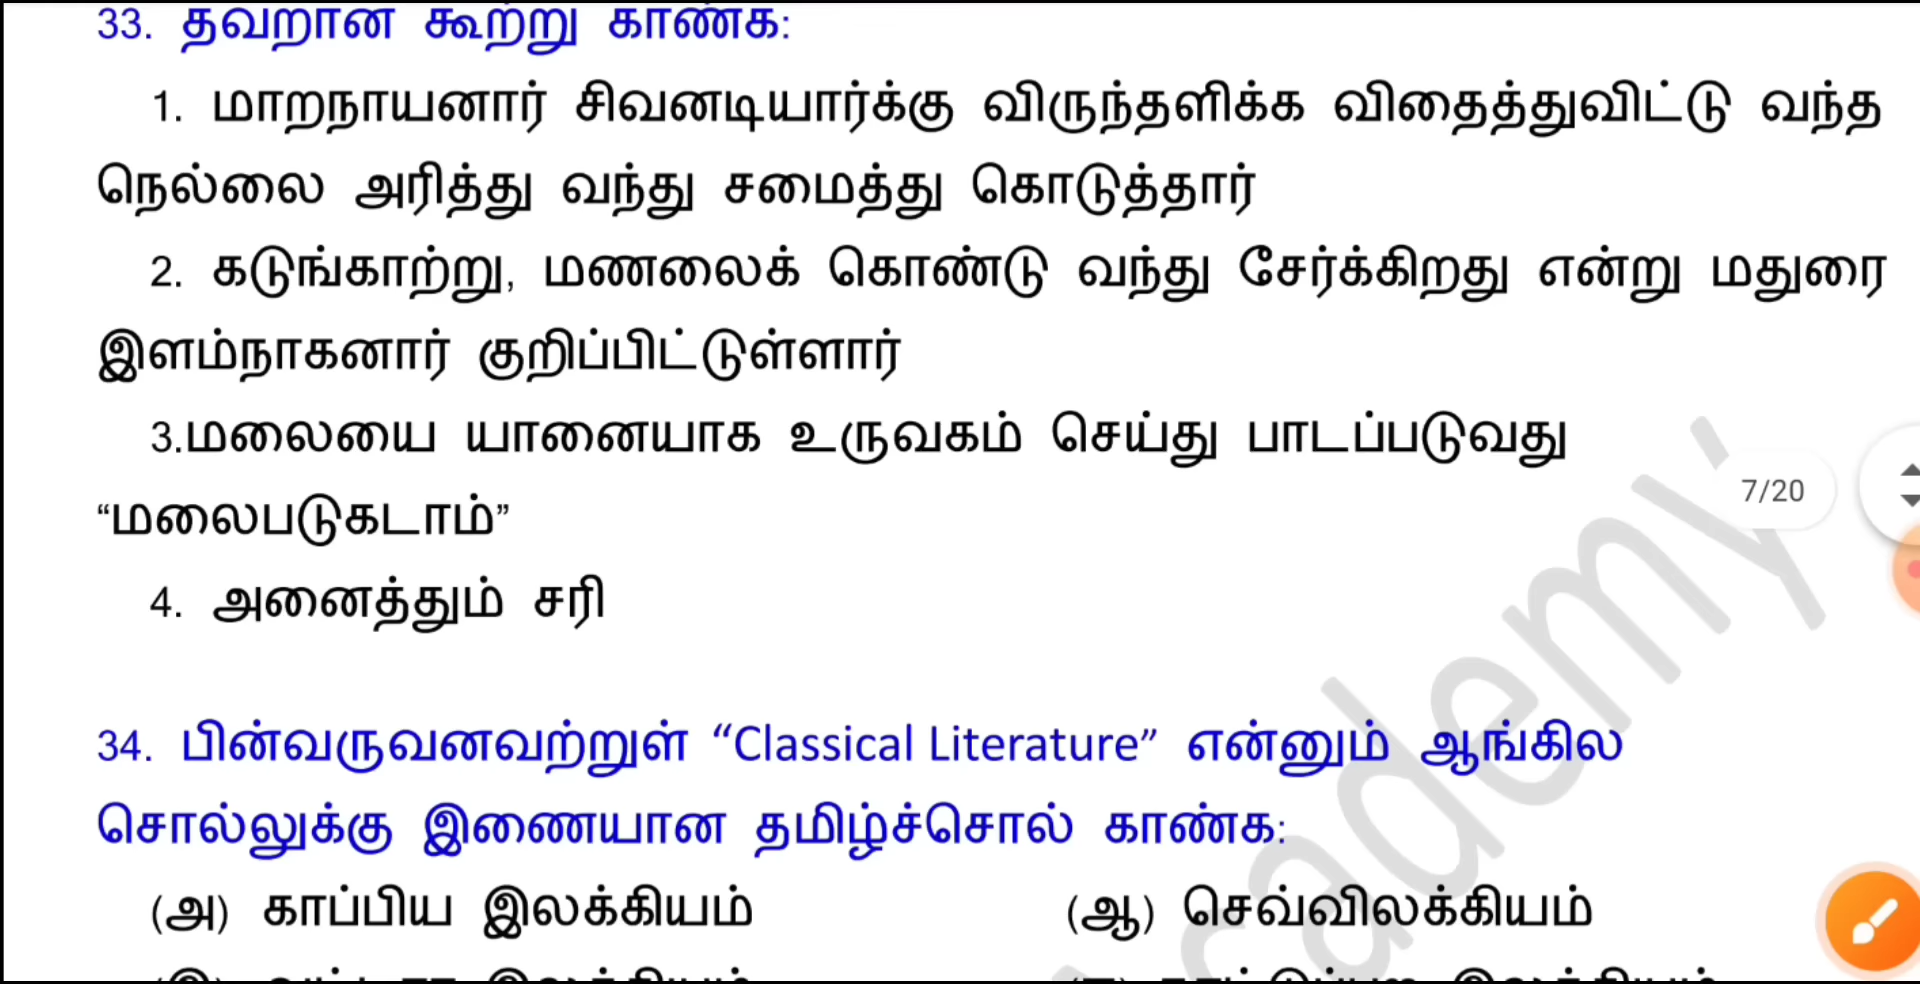 33. தவறான கூற்று காண்க:
1. மாறநாயனார் சிவனடியார்க்கு விருந்தளிக்க விதைத்துவிட்டு வந்த
நெல்லை அரித்து வந்து சமைத்து கொடுத்தார்
2. கடுங்காற்று, மணலைக் கொண்டு வந்து சேர்க்கிறது என்று மதுரை
இளம்நாகனார் குறிப்பிட்டுள்ளார்
3.மலையை யானையாக உருவகம் செய்து பாடப்படுவது
“மலைபடுகடாம்”
7/20
4. அனைத்தும் சரி
34. பின்வருவனவற்றுள் “Classical Literature” என்னும் ஆங்கில
சொல்லுக்கு இணையான தமிழ்ச்சொல் காண்க:
(அ) காப்பிய இலக்கியம் (ஆ) செவ்விலக்கியம்